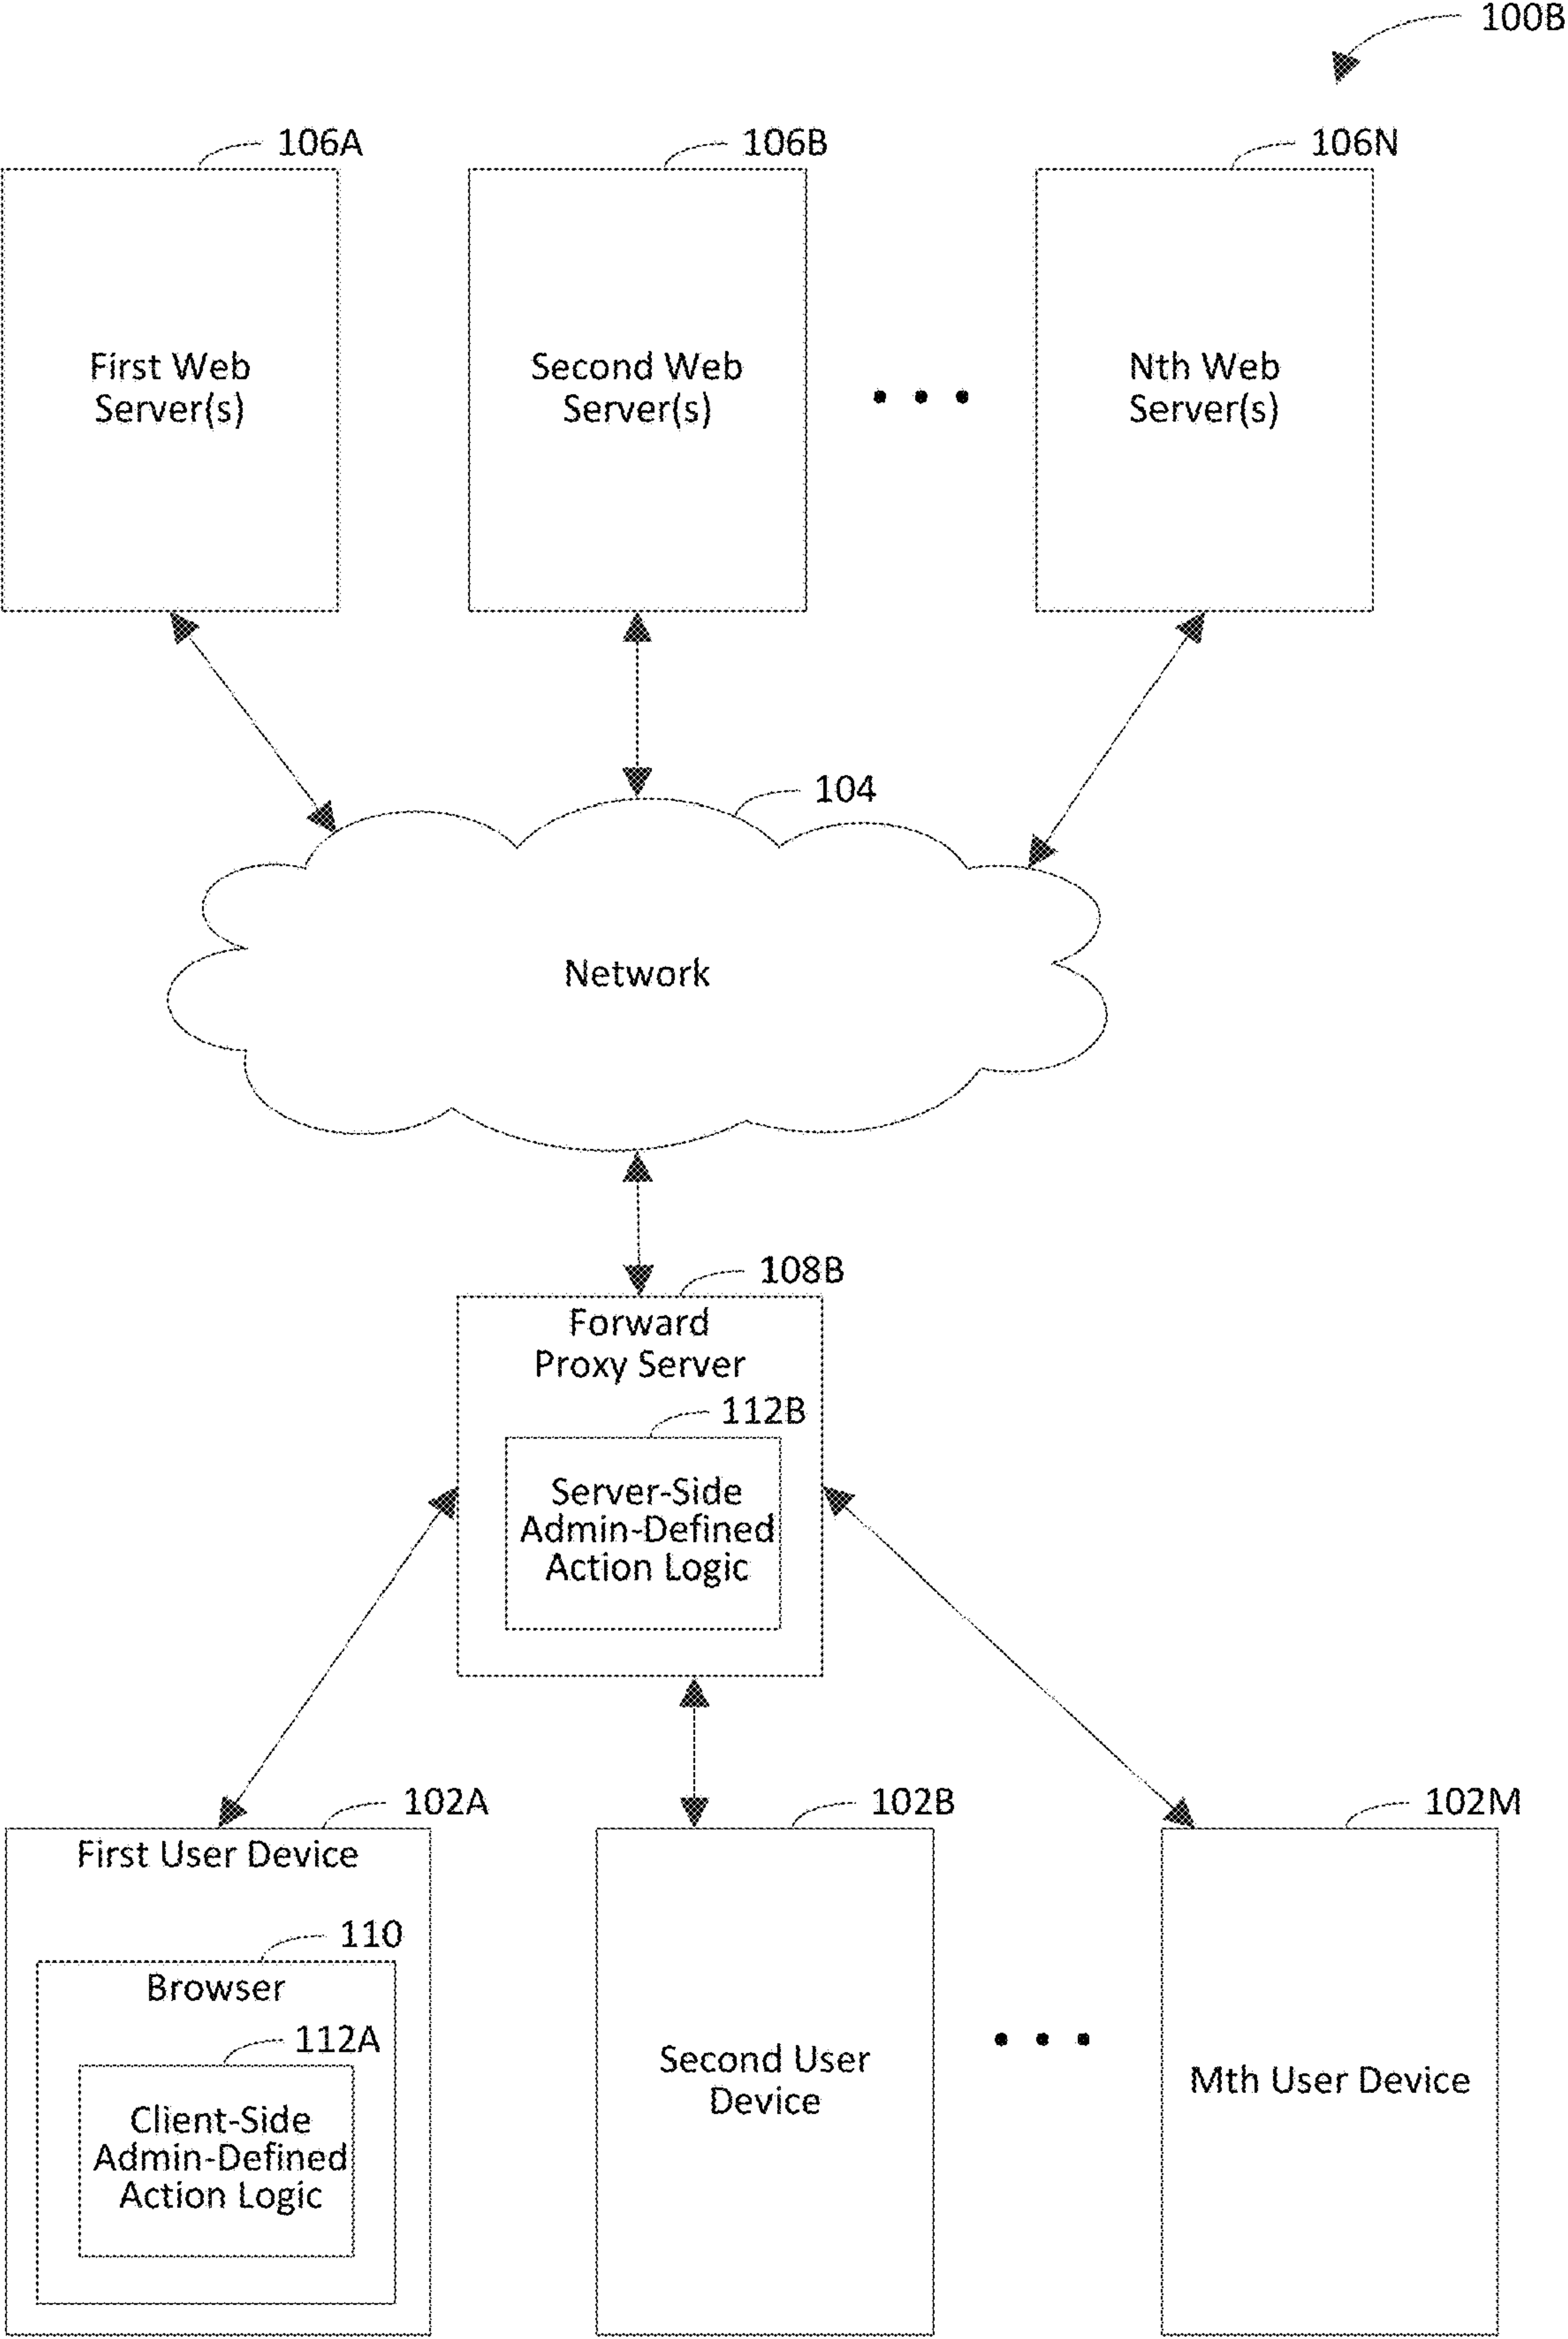 100B
106A
106B
106N
First Web
Server(s)
Second Web
Server(s)
Nth Web
Server(s)
104
Network
108B
Forward
Proxy Server
112B
Server-Side
Admin-Defined
Action Logic
102A
102B
102M
First User Device
110
Browser
112A
Client-Side
Admin-Defined
Action Logic
Second User
Device
Mth User Device